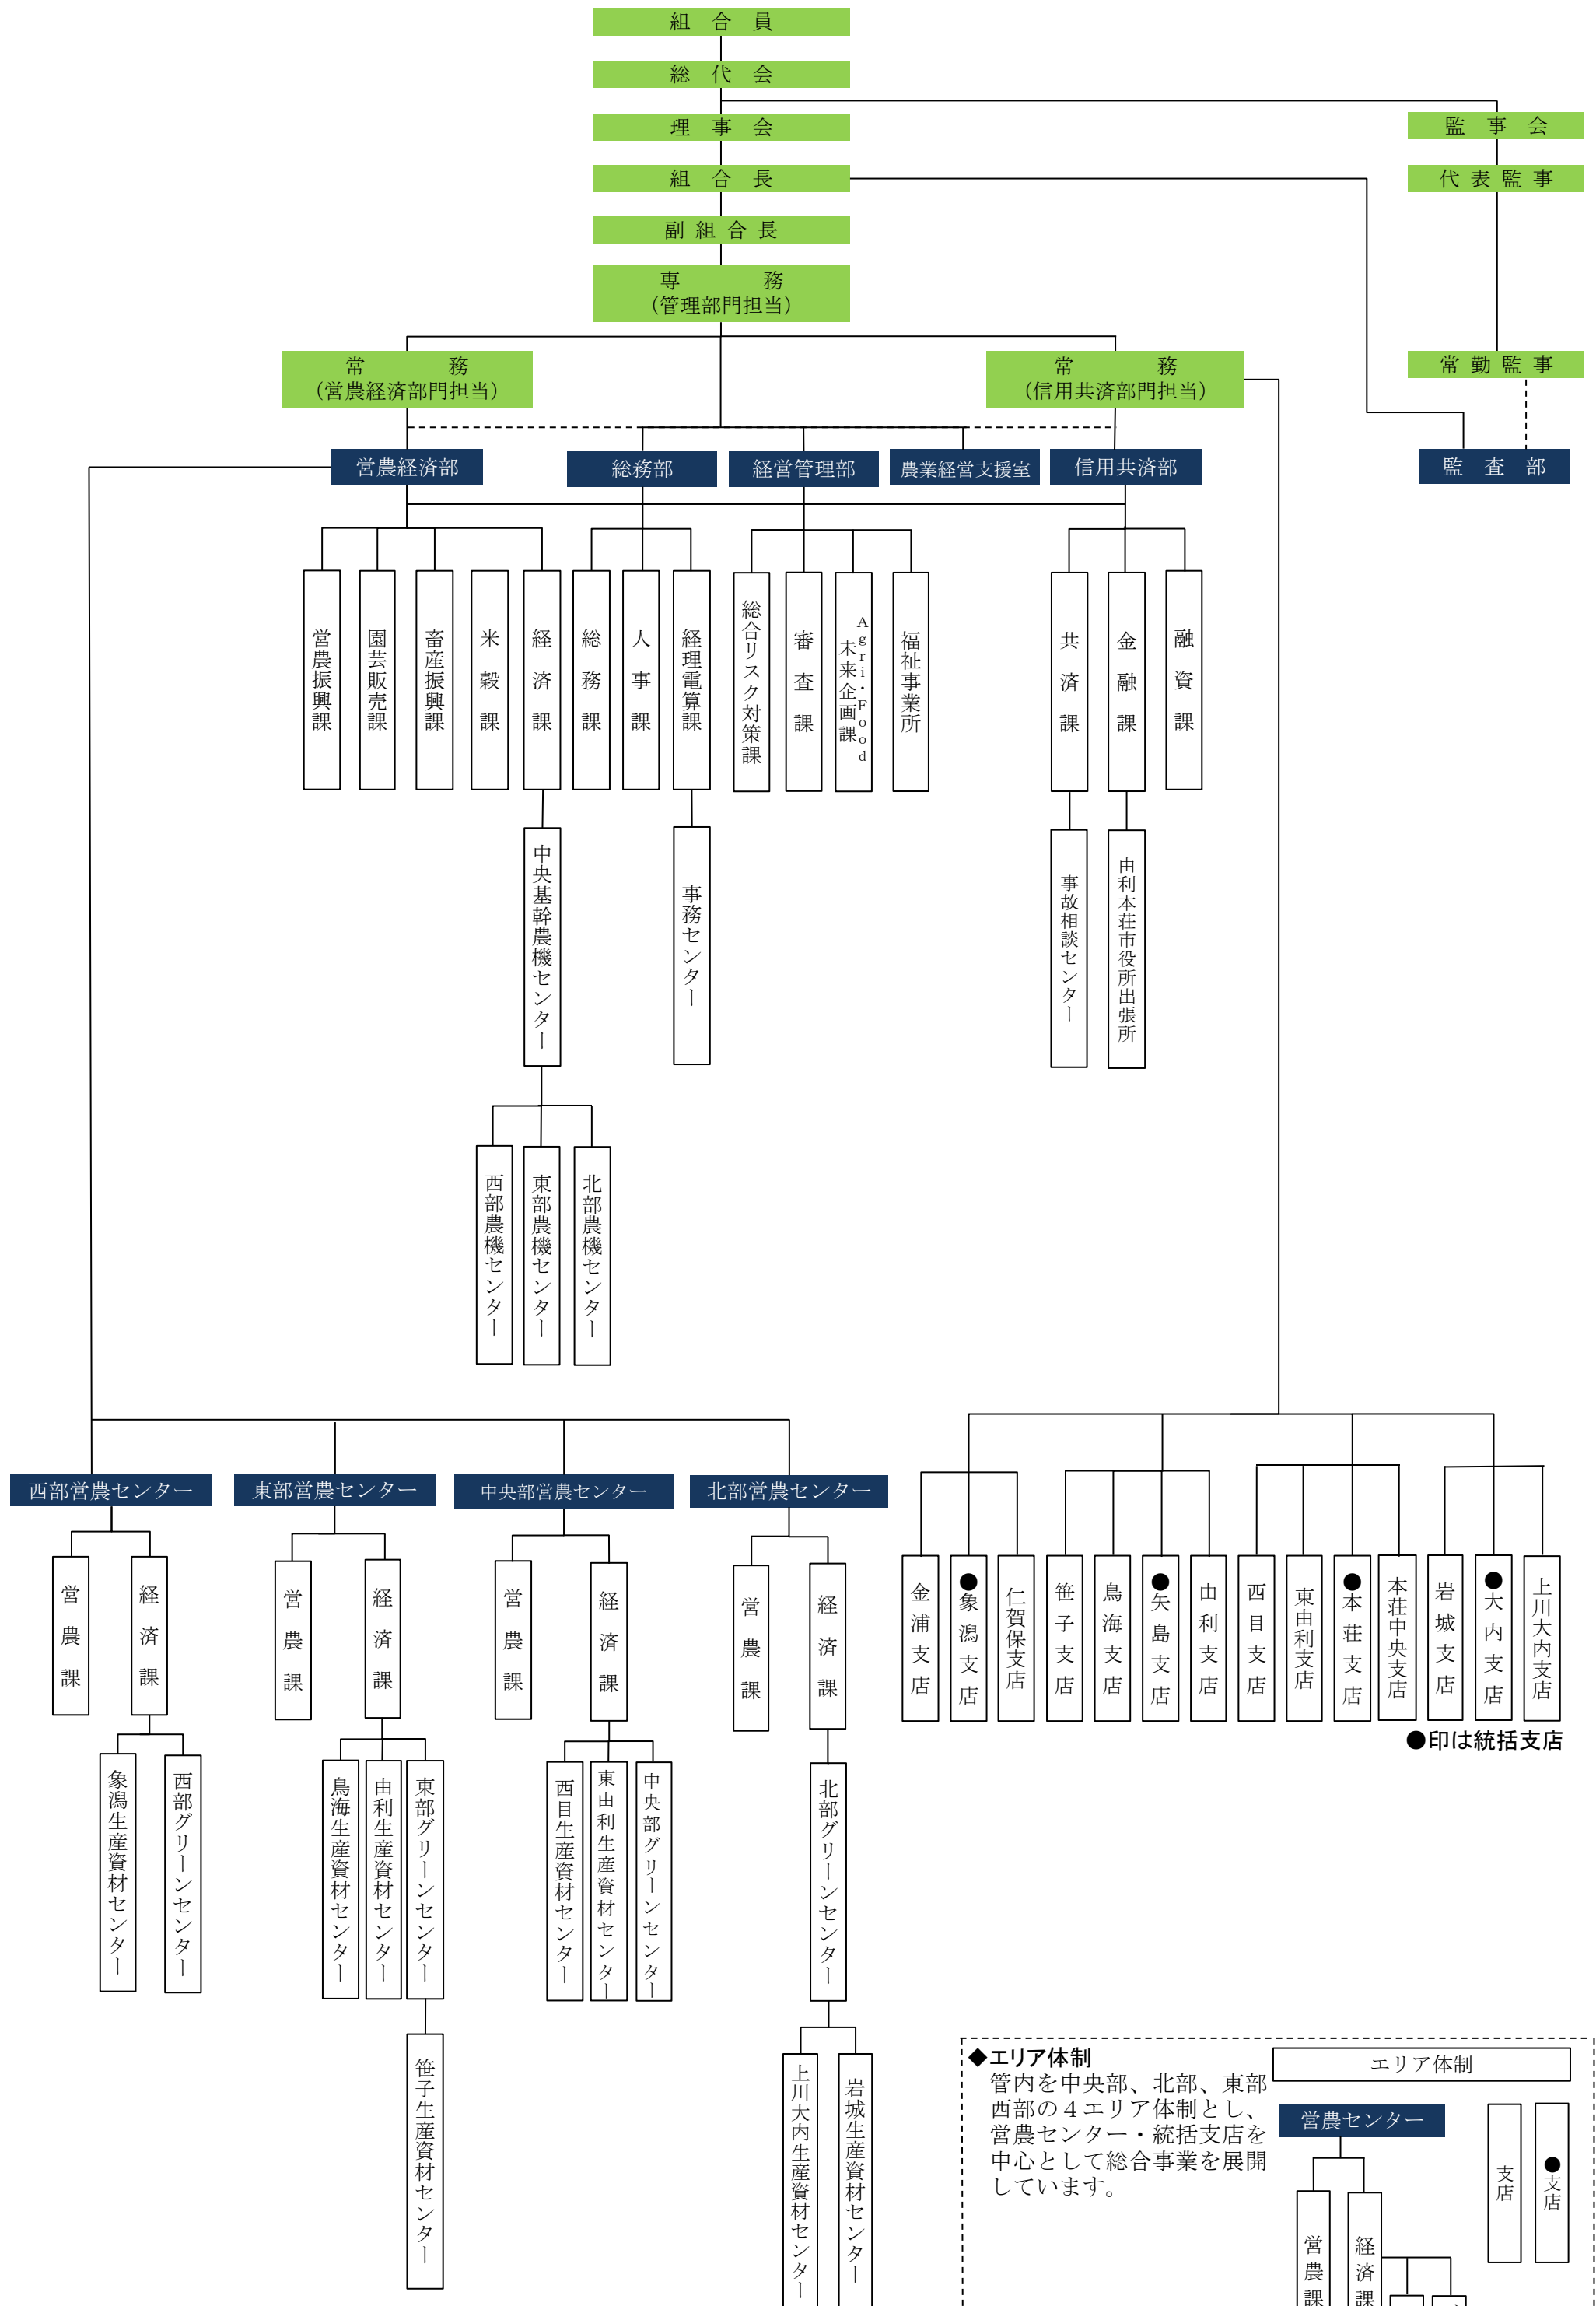 組合員
総代会
理事会
監事会
組合長
代表監事
副組合長
専務
（管理部門担当）
常務
（営農経済部門担当）
常務
（信用共済部門担当）
常勤監事
営農経済部
総務部
経営管理部
農業経営支援室
信用共済部
監査部
営農振興課
園芸販売課
畜産振興課
米穀課
経済課
総務課
人事課
経理電算課
総合リスク対策課
審査課
Agri・Food
未来企画課
福祉事業所
共済課
金融課
融資課
中央基幹農機センター
事務センター
事故相談センター
由利本荘市役所出張所
西部農機センター
東部農機センター
北部農機センター
西部営農センター
東部営農センター
中央部営農センター
北部営農センター
営農課
経済課
営農課
経済課
営農課
経済課
営農課
経済課
金浦支店
●象潟支店
仁賀保支店
笹子支店
鳥海支店
●矢島支店
由利支店
西目支店
東由利支店
●本荘支店
本荘中央支店
岩城支店
●大内支店
上川大内支店
●印は統括支店
象潟生産資材センター
西部グリーンセンター
鳥海生産資材センター
由利生産資材センター
東部グリーンセンター
西目生産資材センター
東由利生産資材センター
中央部グリーンセンター
北部グリーンセンター
笹子生産資材センター
上川大内生産資材センター
岩城生産資材センター
◆エリア体制
管内を中央部、北部、東部
西部の４エリア体制とし、
営農センター・統括支店を
中心として総合事業を展開
しています。
エリア体制
営農センター
支店
●支店
営農課
経済課